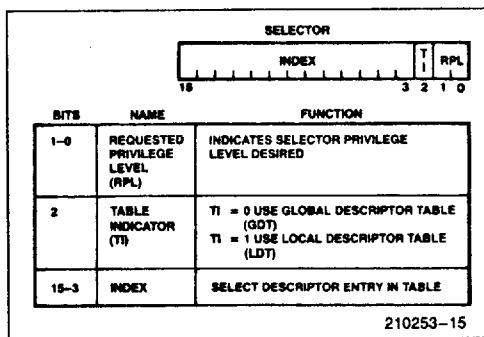 SELECTOR
INDEX TI RPL
15 3 2 1 0
BITS NAME FUNCTION
1–0 REQUESTED PRIVILEGE LEVEL (RPL) INDICATES SELECTOR PRIVILEGE LEVEL DESIRED
2 TABLE INDICATOR (TI) TI = 0 USE GLOBAL DESCRIPTOR TABLE (GDT)
TI = 1 USE LOCAL DESCRIPTOR TABLE (LDT)
15–3 INDEX SELECT DESCRIPTOR ENTRY IN TABLE
210253–15